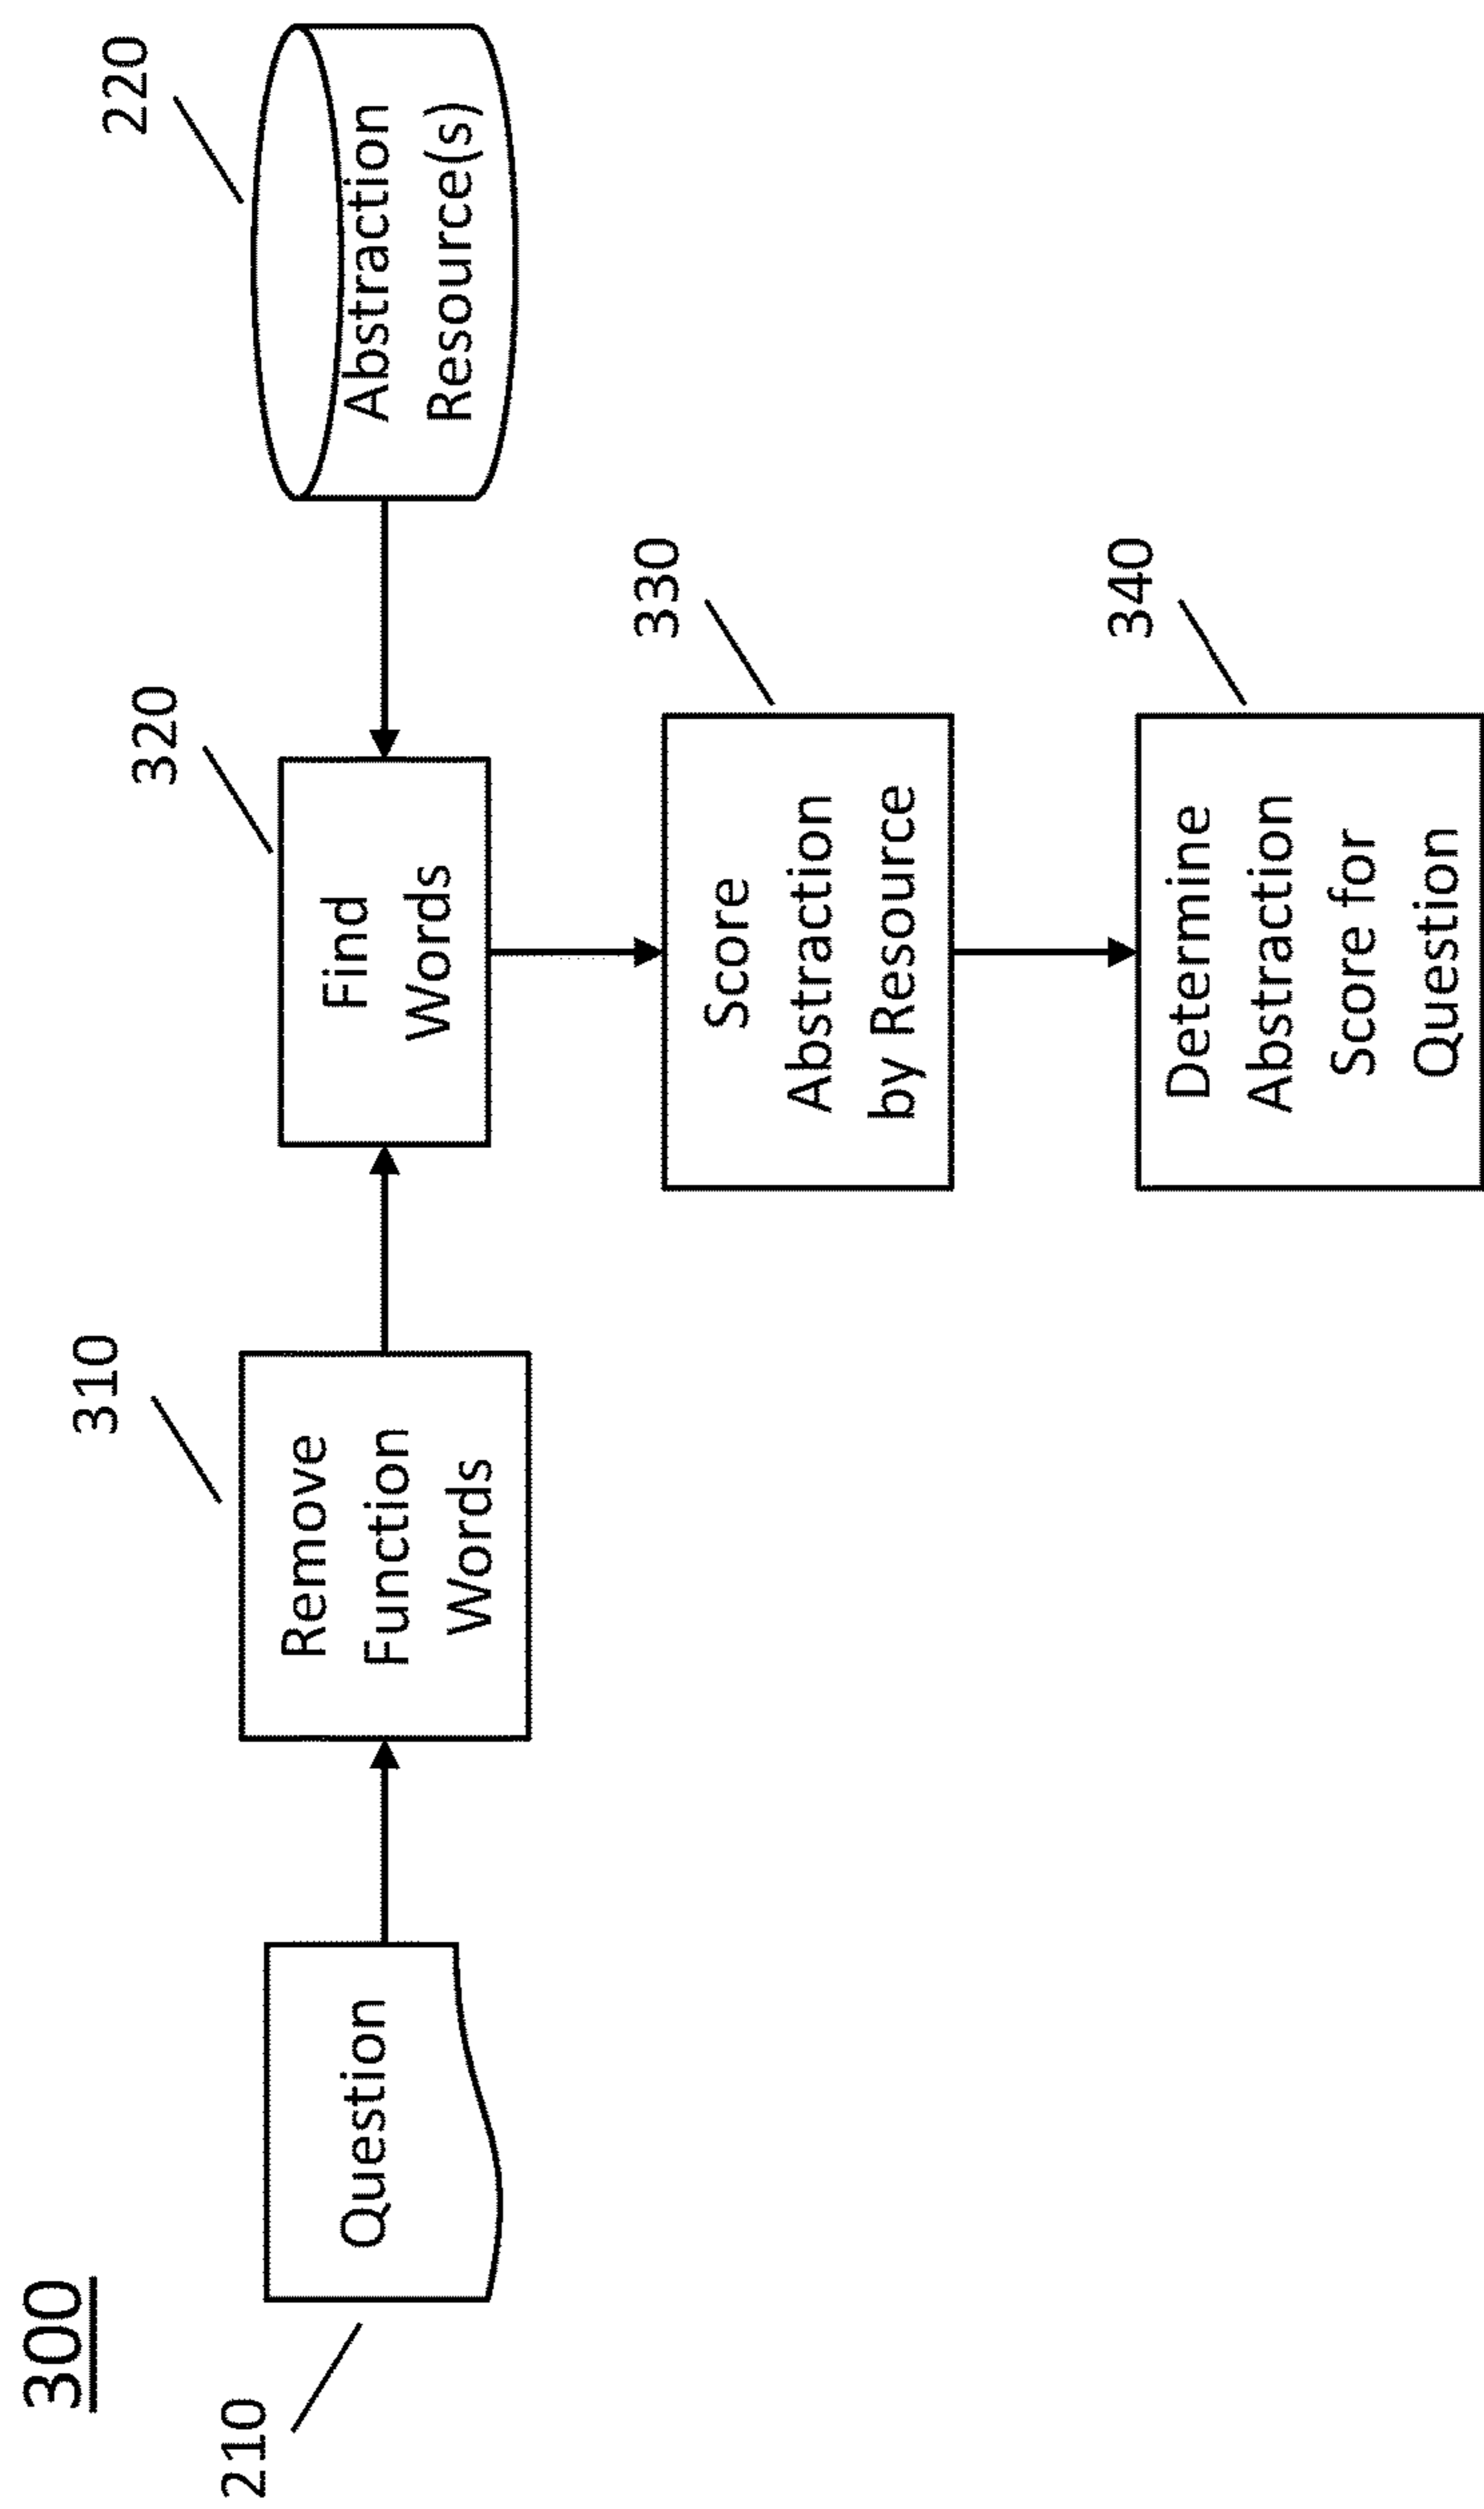 300
210
Question
310
Remove
Function
Words
320
Find
Words
220
Abstraction
Resource(s)
330
Score
Abstraction
by Resource
340
Determine
Abstraction
Score for
Question